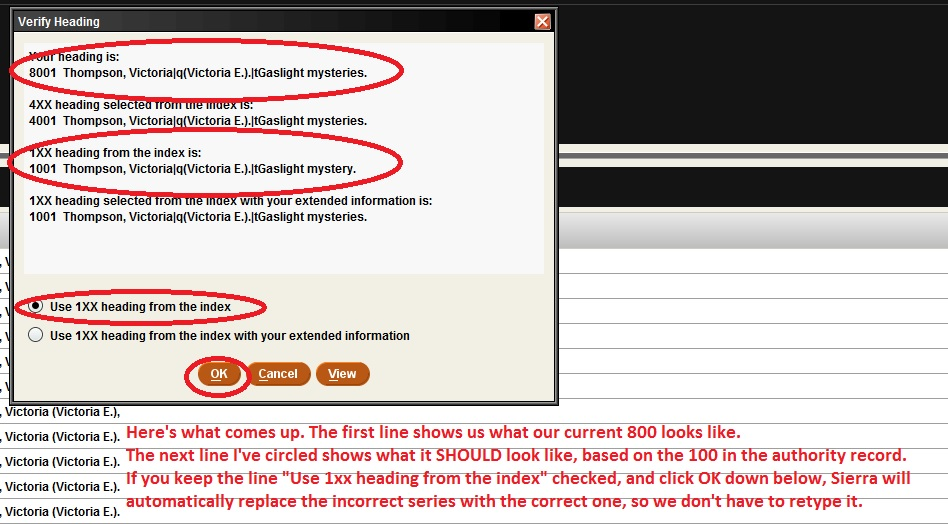 Verify Heading
Your heading is:
8001 Thompson, Victoria|q(Victoria E.).|tGaslight mysteries.
4XX heading selected from the index is:
4001 Thompson, Victoria|q(Victoria E.).|tGaslight mysteries.
1XX heading from the index is:
1001 Thompson, Victoria|q(Victoria E.).|tGaslight mystery.
1XX heading selected from the index with your extended information is:
1001 Thompson, Victoria|q(Victoria E.).|tGaslight mysteries.
Use 1XX heading from the index
Use 1XX heading from the index with your extended information
OK Cancel View
, Victoria (Victoria E.),
, Victoria (Victoria E.). Here's what comes up. The first line shows us what our current 800 looks like.
The next line I've circled shows what it SHOULD look like, based on the 100 in the authority record.
, Victoria (Victoria E.).
If you keep the line "Use 1xx heading from the index" checked, and click OK down below, Sierra will
, Victoria (Victoria E.).
automatically replace the incorrect series with the correct one, so we don't have to retype it.
, Victoria (Victoria E.).